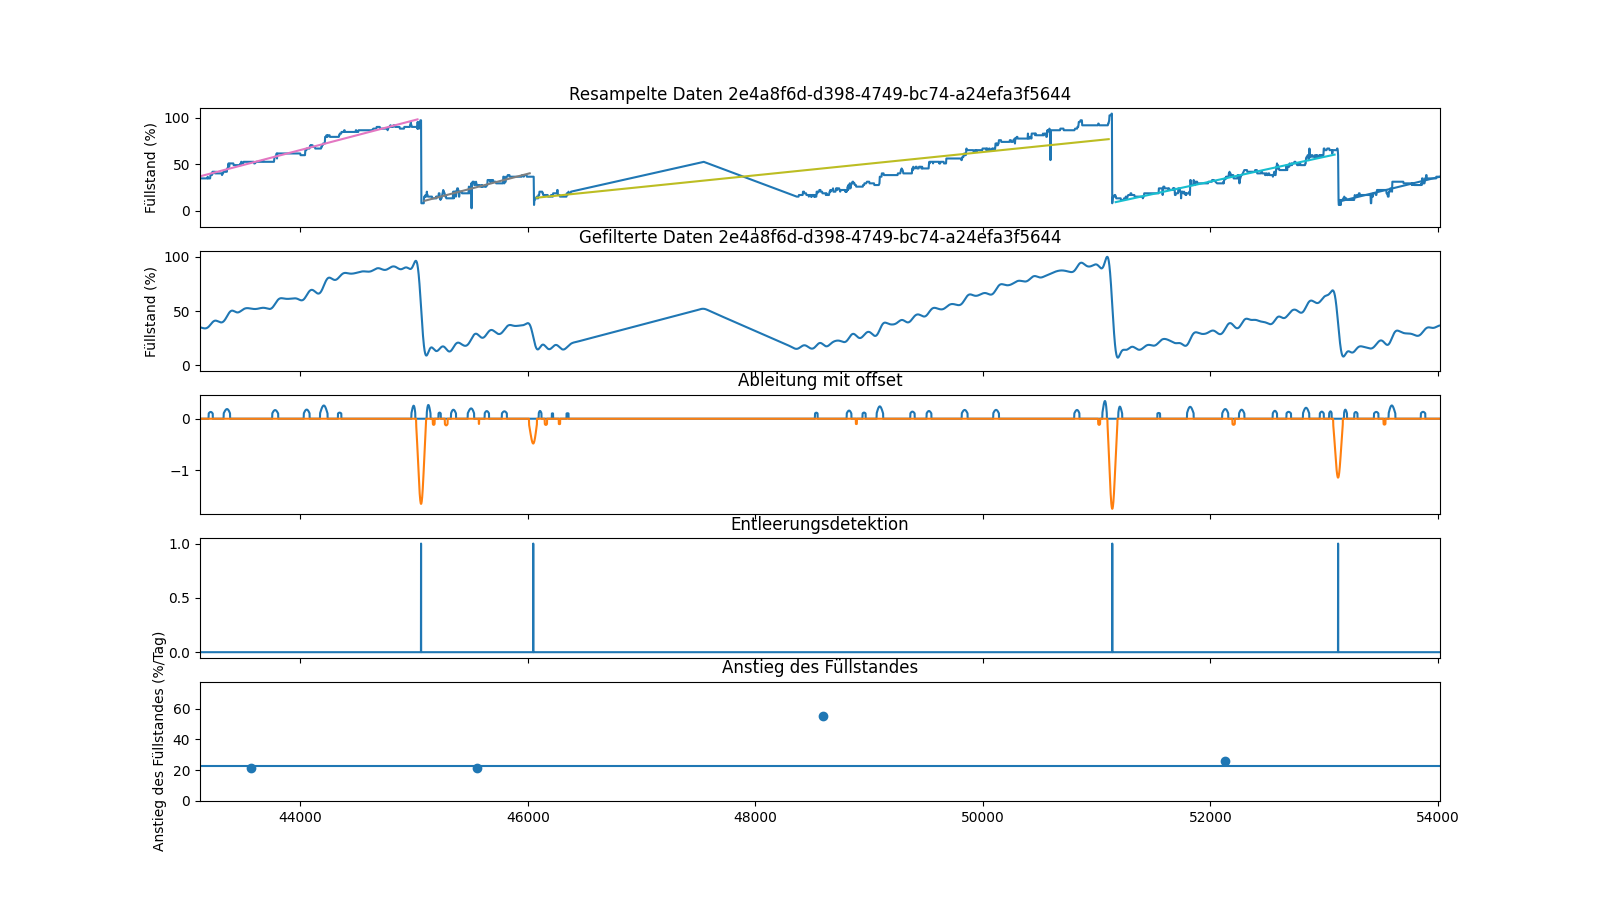 Resampelte Daten 2e4a8f6d-d398-4749-bc74-a24efa3f5644
Füllstand (%)
100
50
0
Gefilterte Daten 2e4a8f6d-d398-4749-bc74-a24efa3f5644
Füllstand (%)
100
50
0
Ableitung mit offset
0
−1
Entleerungsdetektion
1.0
0.5
0.0
Anstieg des Füllstandes
Anstieg des Füllstandes (%/Tag)
60
40
20
0
44000 46000 48000 50000 52000 54000